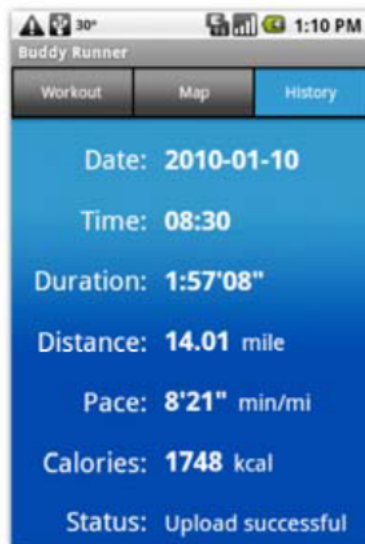 30° 1:10 PM
Buddy Runner
Workout Map History
Date: 2010-01-10
Time: 08:30
Duration: 1:57'08"
Distance: 14.01 mile
Pace: 8'21" min/mi
Calories: 1748 kcal
Status: Upload successful